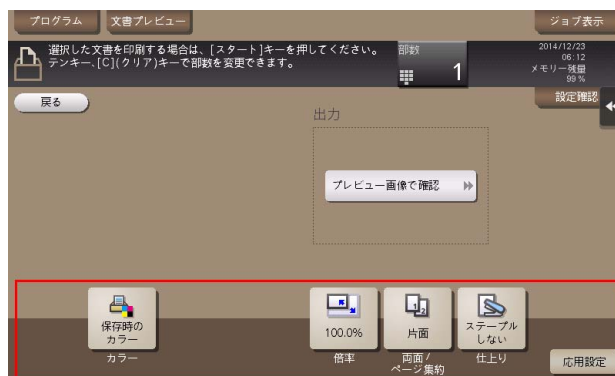 プログラム
文書プレビュー
ジョブ表示
選択した文書を印刷する場合は、[スタート]キーを押してください。
テンキー、[C](クリア)キーで部数を変更できます。
部数
1
2014/12/23
06:12
メモリー残量
99 %
戻る
設定確認
出力
プレビュー画像で確認
保存時の
カラー
カラー
100.0%
倍率
1
2
片面
両面/
ページ集約
ステープル
しない
仕上り
応用設定